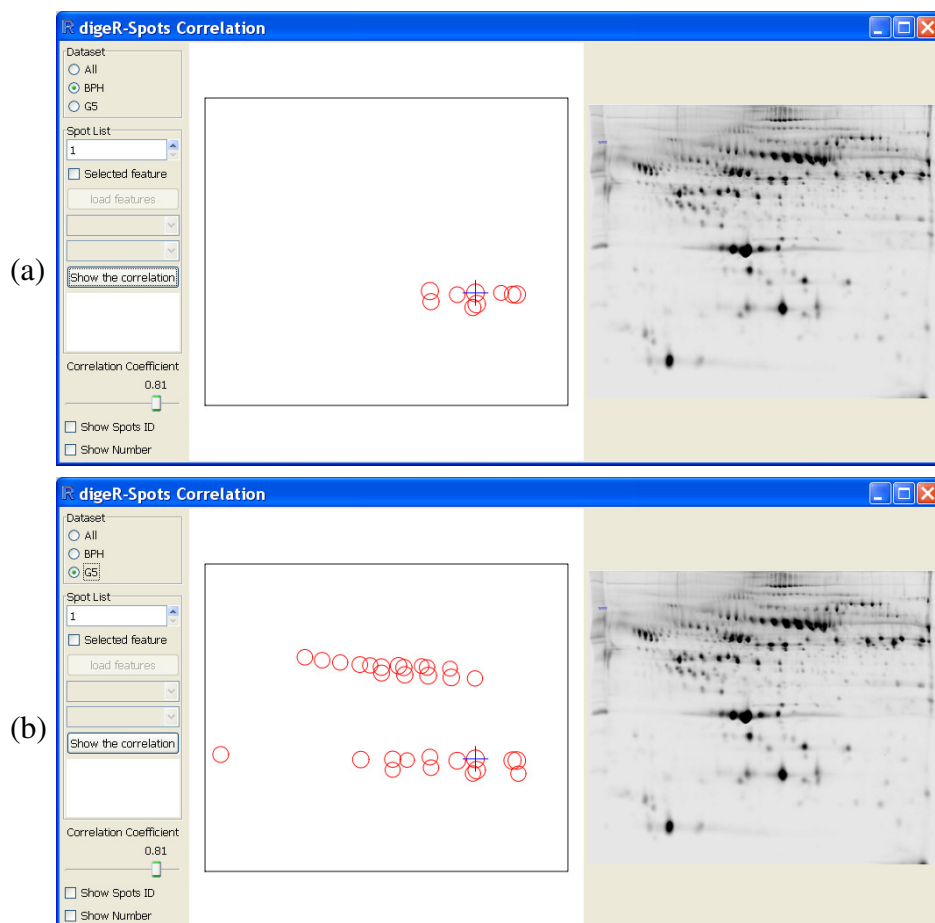 R digeR-Spots Correlation
Dataset
All
BPH
G5
Spot List
1
Selected feature
load features
(a)
Show the correlation
Correlation Coefficient
0.81
Show Spots ID
Show Number
R digeR-Spots Correlation
Dataset
All
BPH
G5
Spot List
1
Selected feature
load features
(b)
Show the correlation
Correlation Coefficient
0.81
Show Spots ID
Show Number